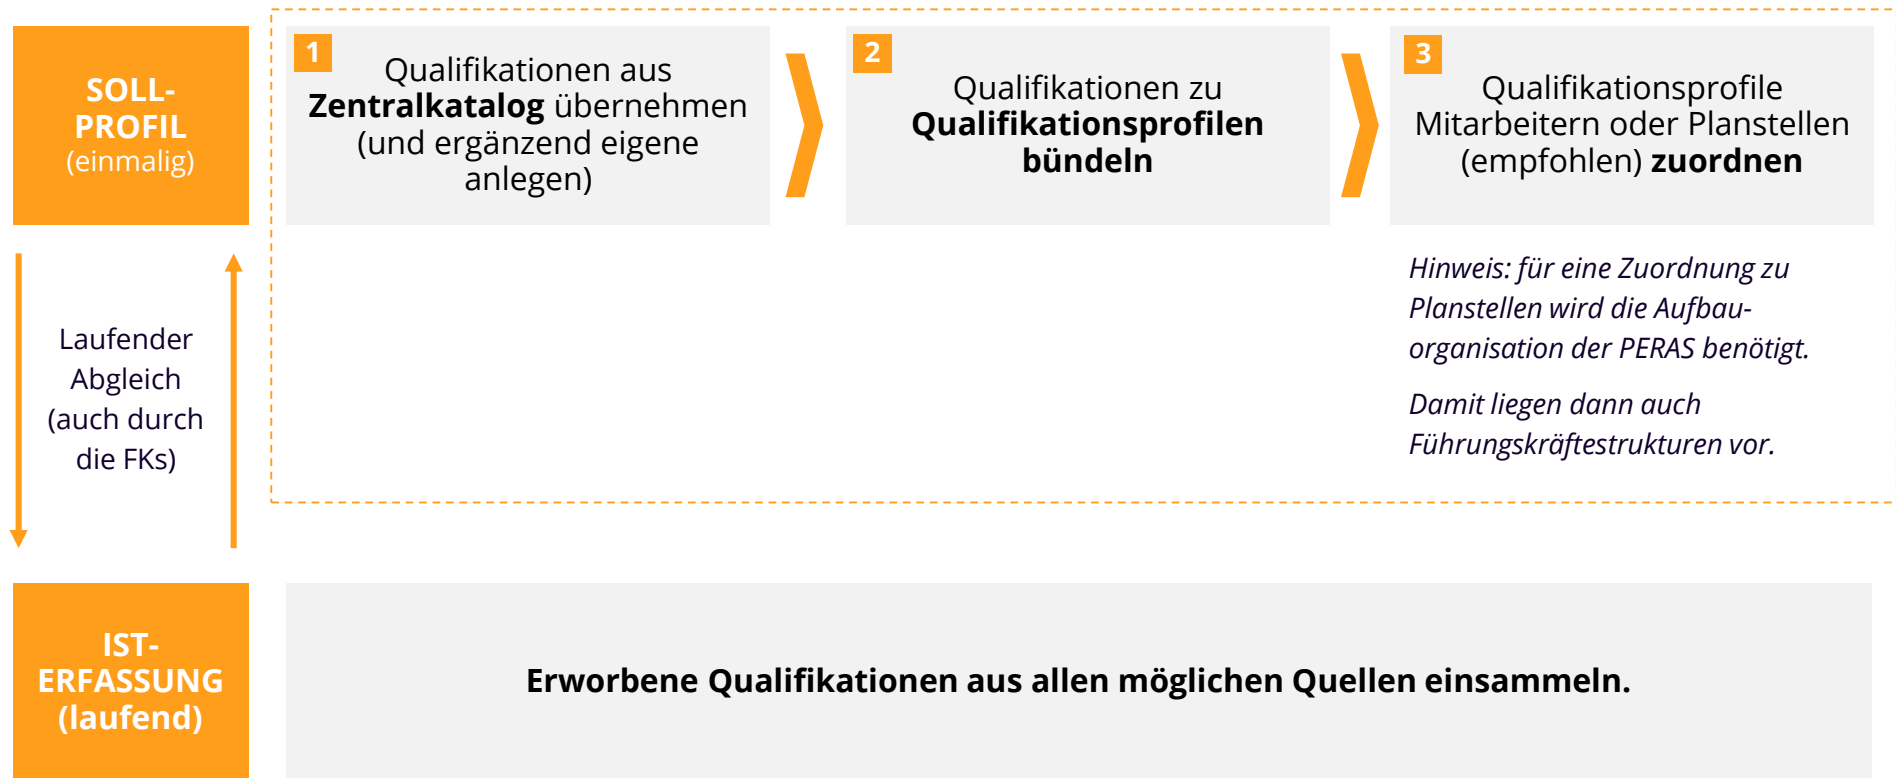 SOLL-
PROFIL
(einmalig)
1
Qualifikationen aus
Zentralkatalog übernehmen
(und ergänzend eigene
anlegen)
2
Qualifikationen zu
Qualifikationsprofilen
bündeln
3
Qualifikationsprofile
Mitarbeitern oder Planstellen
(empfohlen) zuordnen
Hinweis: für eine Zuordnung zu
Planstellen wird die Aufbau-
organisation der PERAS benötigt.
Damit liegen dann auch
Führungskräftestrukturen vor.
Laufender
Abgleich
(auch durch
die FKs)
IST-
ERFASSUNG
(laufend)
Erworbene Qualifikationen aus allen möglichen Quellen einsammeln.